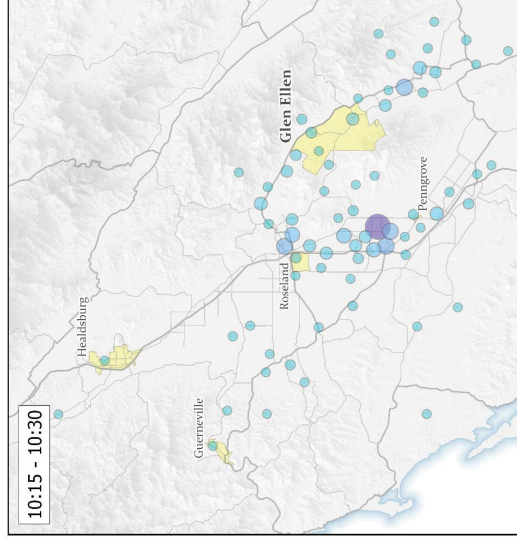 10:15 - 10:30
Healdsburg
Guerneville
Roseland
Glen Ellen
Penngrove